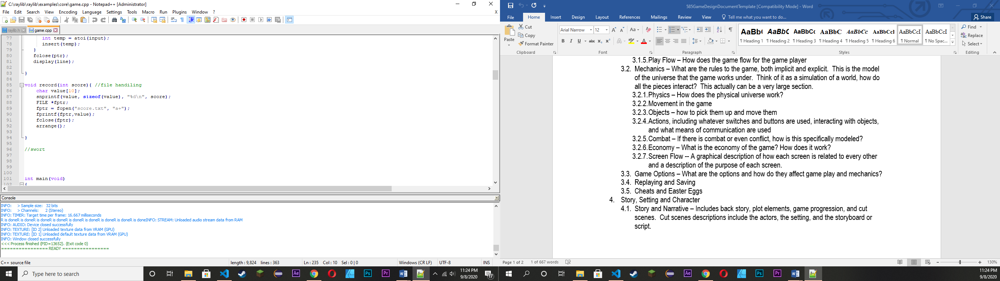 C:\raylib\raylib\examples\core\game.cpp - Notepad++ [Administrator]
File Edit Search View Encoding Language Settings Tools Macro Run Plugins Window ? X
raylib.h game.cpp
77 int temp = atoi(input);
78 insert(temp);
79 }
80 fclose(ptr);
81 display(line);
82
83 }
84
85 void record(int score){ //file handiling
86 char value[10];
87 snprintf(value, sizeof(value), "%d\n", score);
88 FILE *fptr;
89 fptr = fopen("score.txt", "a+");
90 fprintf(fptr,value);
91 fclose(fptr);
92 arrange();
93
94 }
95
96 //swort
97
98
99
100
101 int main(void)
102 {
Console
INFO: > Sample size: 32 bits
INFO: > Channels: 2 (Stereo)
INFO: TIMER: Target time per frame: 16.667 milliseconds
R is doneR is doneR is doneR is doneR is doneR is doneR is doneR is doneR is doneINFO: STREAM: Unloaded audio stream data from RAM
INFO: AUDIO: Device closed successfully
INFO: TEXTURE: [ID 2] Unloaded texture data from VRAM (GPU)
INFO: TEXTURE: [ID 1] Unloaded default texture data from VRAM (GPU)
INFO: Window closed successfully
<<< Process finished (PID=13652). (Exit code 0)
================ READY ================
C++ source file length : 9,824 lines : 363 Ln : 235 Col : 10 Sel : 0 | 0 Windows (CR LF) UTF-8 INS
Type here to search
11:24 PM
9/8/2020
17
585GameDesignDocumentTemplate [Compatibility Mode] - Word
File Home Insert Design Layout References Mailings Review View Tell me what you want to do... Share
Paste
Cut
Copy
Format Painter
Clipboard
Arial Narrow 12
Font
Paragraph
AaBb( AaBbC AaBbCc AaBbC AaBbCc AaBbCcI AaBbCcI AaBbCcI
¶ Heading 1 ¶ Heading 2 ¶ Heading 3 ¶ Heading 4 ¶ Heading 5 ¶ Heading 6 ¶ Normal ¶ No Spac...
Styles
Find
Replace
Select
Editing
3.1.5. Play Flow – How does the game flow for the game player
3.2. Mechanics – What are the rules to the game, both implicit and explicit. This is the model
of the universe that the game works under. Think of it as a simulation of a world, how do
all the pieces interact? This actually can be a very large section.
3.2.1. Physics – How does the physical universe work?
3.2.2. Movement in the game
3.2.3. Objects – how to pick them up and move them
3.2.4. Actions, including whatever switches and buttons are used, interacting with objects,
and what means of communication are used
3.2.5. Combat – If there is combat or even conflict, how is this specifically modeled?
3.2.6. Economy – What is the economy of the game? How does it work?
3.2.7. Screen Flow -- A graphical description of how each screen is related to every other
and a description of the purpose of each screen.
3.3. Game Options – What are the options and how do they affect game play and mechanics?
3.4. Replaying and Saving
3.5. Cheats and Easter Eggs
4. Story, Setting and Character
4.1. Story and Narrative – Includes back story, plot elements, game progression, and cut
scenes. Cut scenes descriptions include the actors, the setting, and the storyboard or
script.
Page 1 of 2 1 of 667 words 130%
11:24 PM
9/8/2020